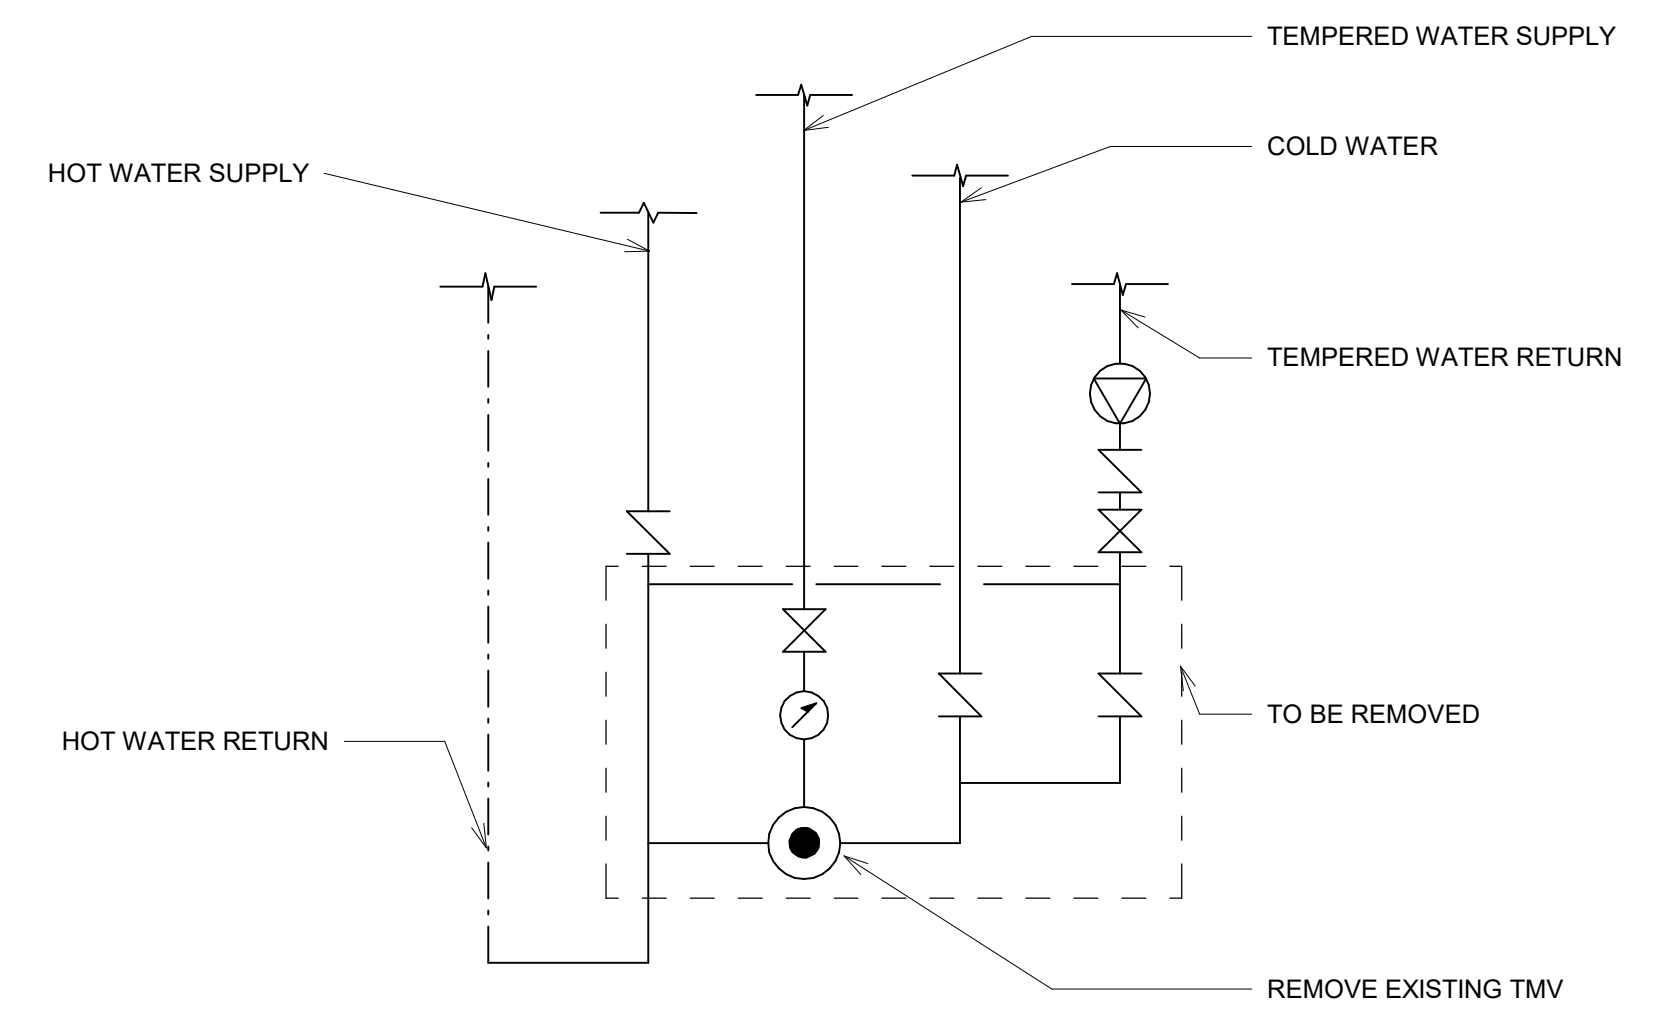 TEMPERED WATER SUPPLY
COLD WATER
HOT WATER SUPPLY
TEMPERED WATER RETURN
TO BE REMOVED
HOT WATER RETURN
REMOVE EXISTING TMV